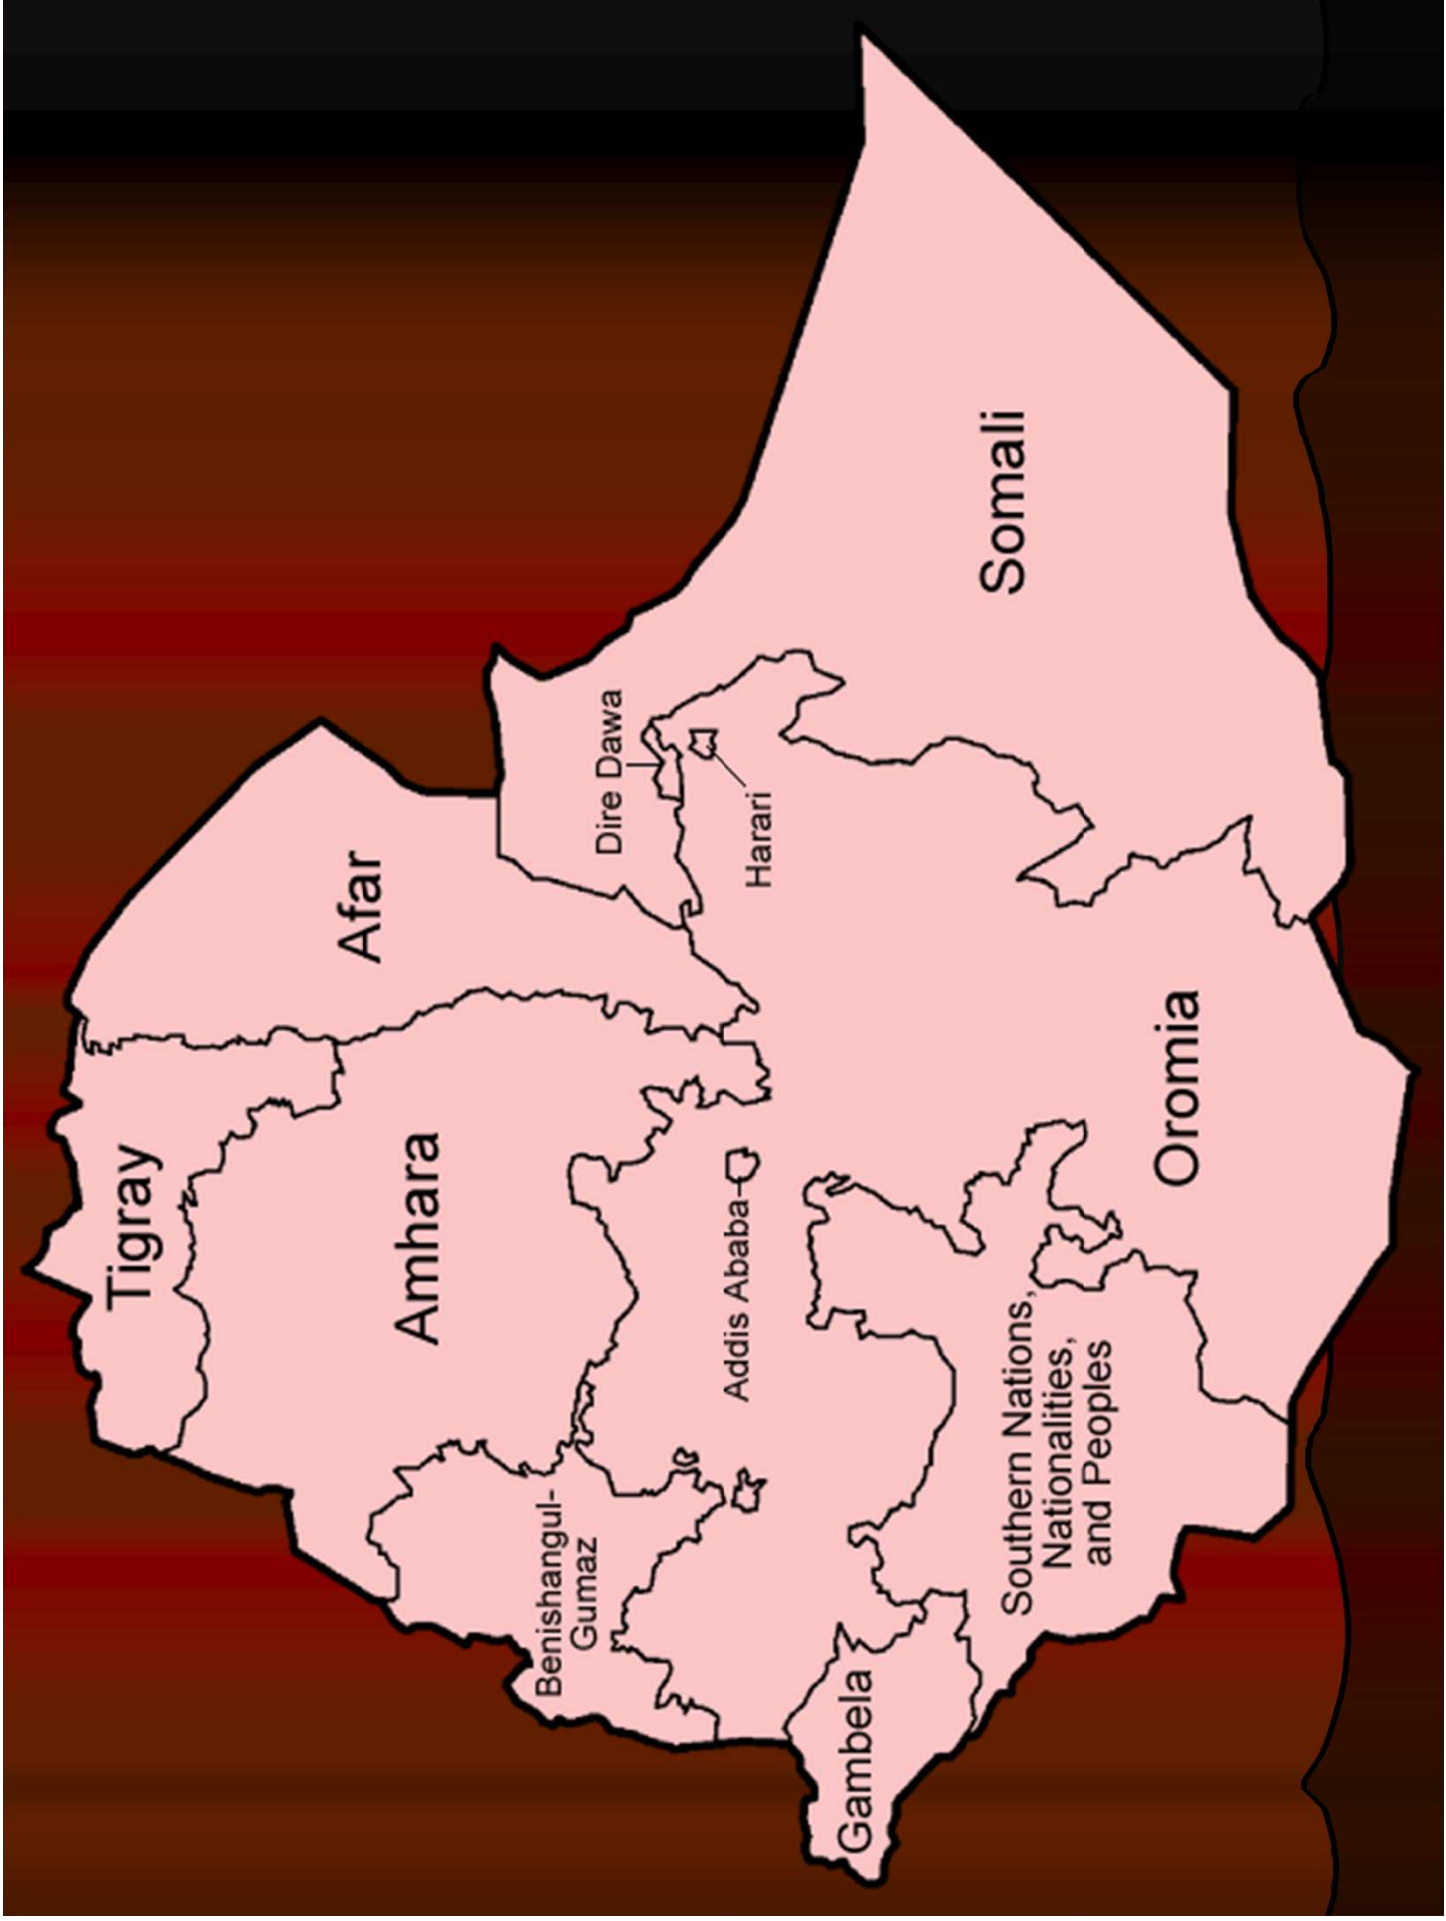 Tigray
Afar
Amhara
Benishangul-
Gumaz
Dire Dawa
Harari
Addis Ababa
Somali
Gambela
Oromia
Southern Nations,
Nationalities,
and Peoples